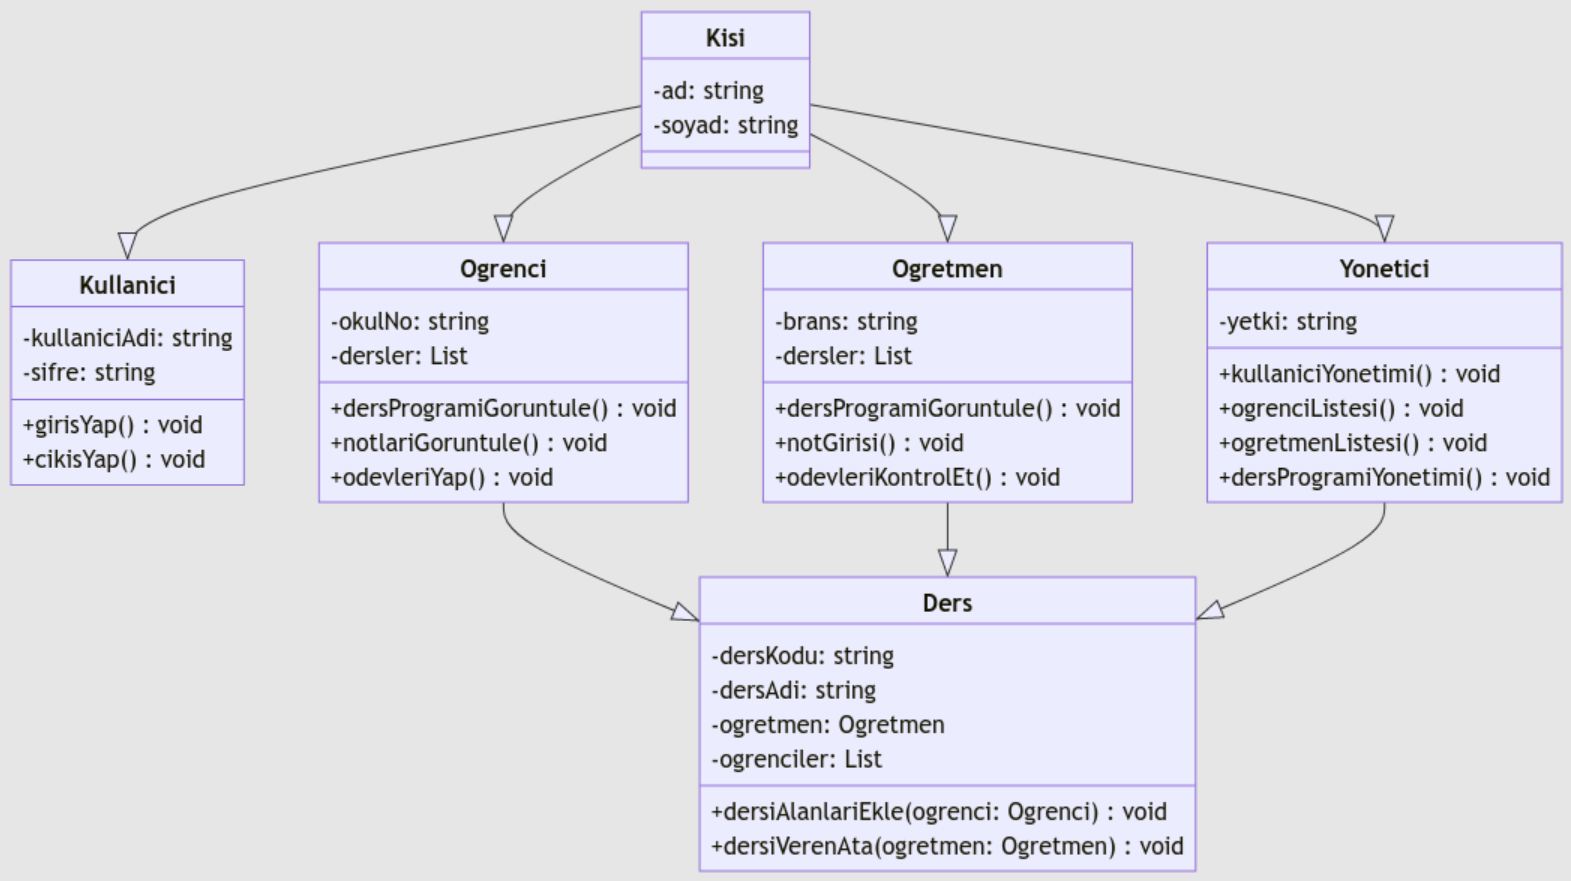 Kisi
-ad: string
-soyad: string
Kullanici
-kullaniciAdi: string
-sifre: string
+girisYap() : void
+cikisYap() : void
Ogrenci
-okulNo: string
-dersler: List
+dersProgramiGoruntule() : void
+notlariGoruntule() : void
+odevleriYap() : void
Ogretmen
-brans: string
-dersler: List
+dersProgramiGoruntule() : void
+notGirisi() : void
+odevleriKontrolEt() : void
Yonetici
-yetki: string
+kullaniciYonetimi() : void
+ogrenciListesi() : void
+ogretmenListesi() : void
+dersProgramiYonetimi() : void
Ders
-dersKodu: string
-dersAdi: string
-ogretmen: Ogretmen
-ogrenciler: List
+dersiAlanlariEkle(ogrenci: Ogrenci) : void
+dersiVerenAta(ogretmen: Ogretmen) : void